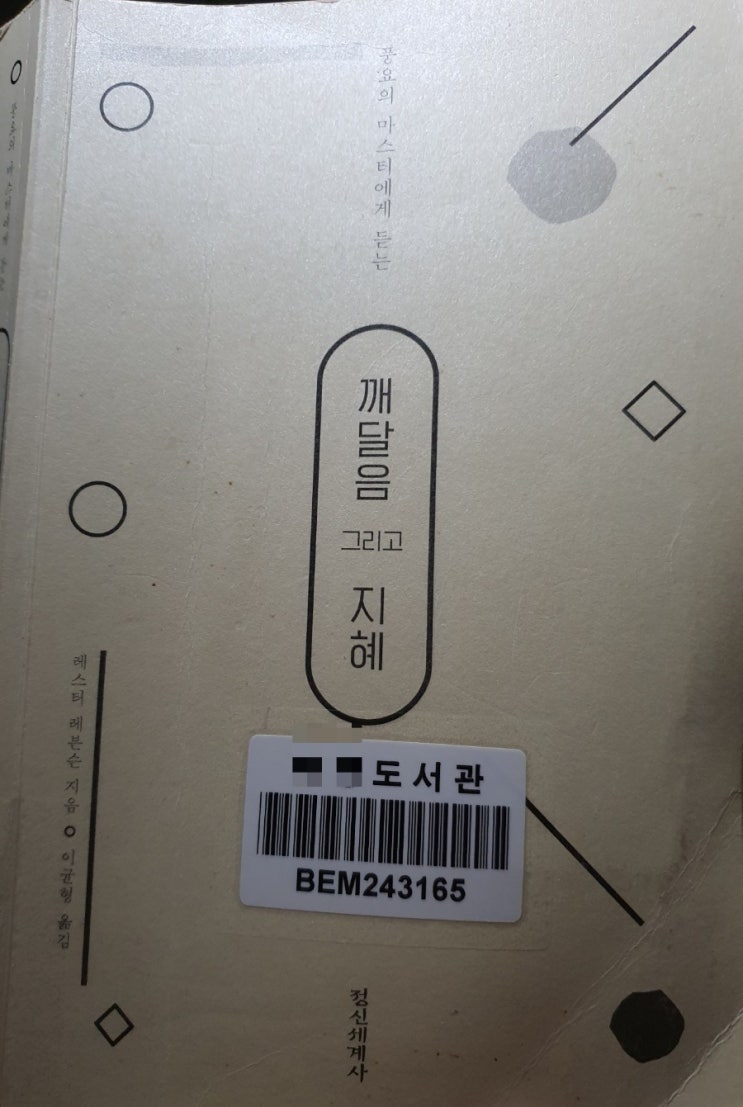 풍요의 마스터에게 듣는
깨달음
그리고
지혜
레스터 레븐슨 지음 이균형 옮김
도서관
BEM243165
정신세계사